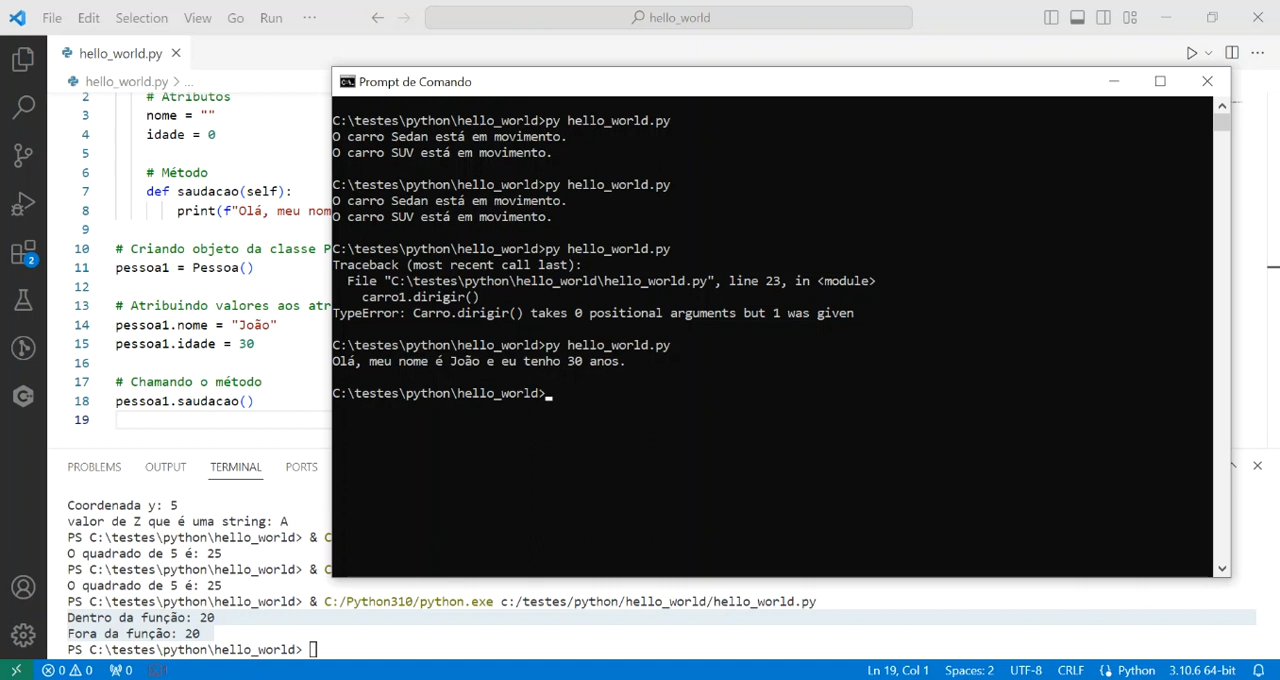 File Edit Selection View Go Run ··· hello_world
hello_world.py
hello_world.py > ...
2 # Atributos
3 nome = ""
4 idade = 0
5
6 # Método
7 def saudacao(self):
8 print(f"Olá, meu nom
9
10 # Criando objeto da classe P
11 pessoa1 = Pessoa()
12
13 # Atribuindo valores aos atr
14 pessoa1.nome = "João"
15 pessoa1.idade = 30
16
17 # Chamando o método
18 pessoa1.saudacao()
19
Prompt de Comando
C:\testes\python\hello_world>py hello_world.py
O carro Sedan está em movimento.
O carro SUV está em movimento.
C:\testes\python\hello_world>py hello_world.py
O carro Sedan está em movimento.
O carro SUV está em movimento.
C:\testes\python\hello_world>py hello_world.py
Traceback (most recent call last):
File "C:\testes\python\hello_world\hello_world.py", line 23, in <module>
carro1.dirigir()
TypeError: Carro.dirigir() takes 0 positional arguments but 1 was given
C:\testes\python\hello_world>py hello_world.py
Olá, meu nome é João e eu tenho 30 anos.
C:\testes\python\hello_world>
2
PROBLEMS OUTPUT TERMINAL PORTS
Coordenada y: 5
valor de Z que é uma string: A
PS C:\testes\python\hello_world> & C
O quadrado de 5 é: 25
PS C:\testes\python\hello_world> & C
O quadrado de 5 é: 25
PS C:\testes\python\hello_world> & C:/Python310/python.exe c:/testes/python/hello_world/hello_world.py
Dentro da função: 20
Fora da função: 20
PS C:\testes\python\hello_world>
0 0 0 Ln 19, Col 1 Spaces: 2 UTF-8 CRLF Python 3.10.6 64-bit